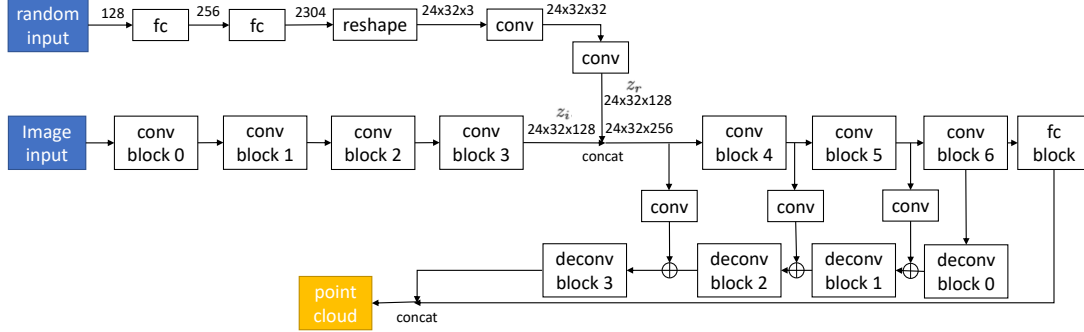 random
input
128
fc
256
fc
2304
reshape
24x32x3
conv
24x32x32
conv
z_r
24x32x128
Image
input
conv
block 0
conv
block 1
conv
block 2
conv
block 3
z_i
24x32x128
24x32x256
concat
conv
block 4
conv
block 5
conv
block 6
fc
block
conv
conv
conv
deconv
block 3
deconv
block 2
deconv
block 1
deconv
block 0
point
cloud
concat